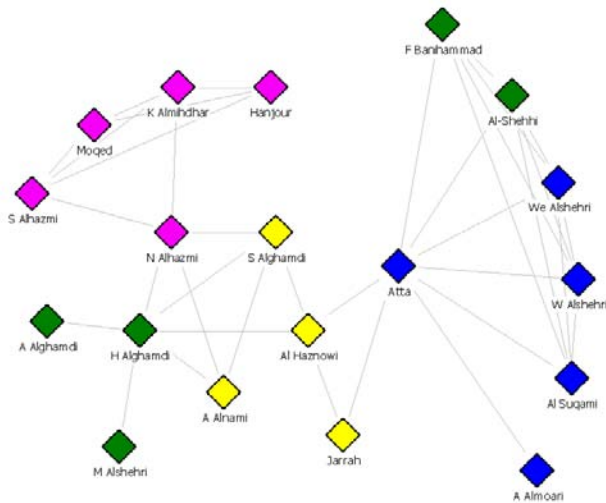 F Banihammad
K Almihdhar
Hanjour
Al-Shehhi
Moqed
S Alhazmi
We Alshehri
N Alhazmi
S Alghamdi
Atta
W Alshehri
A Alghamdi
H Alghamdi
Al Haznowi
A Alnami
Al Suqami
M Alshehri
Jarrah
A Almoari